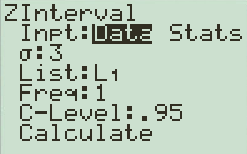 ZInterval
Inpt:Data Stats
σ:3
List:L₁
Freq:1
C-Level:.95
Calculate